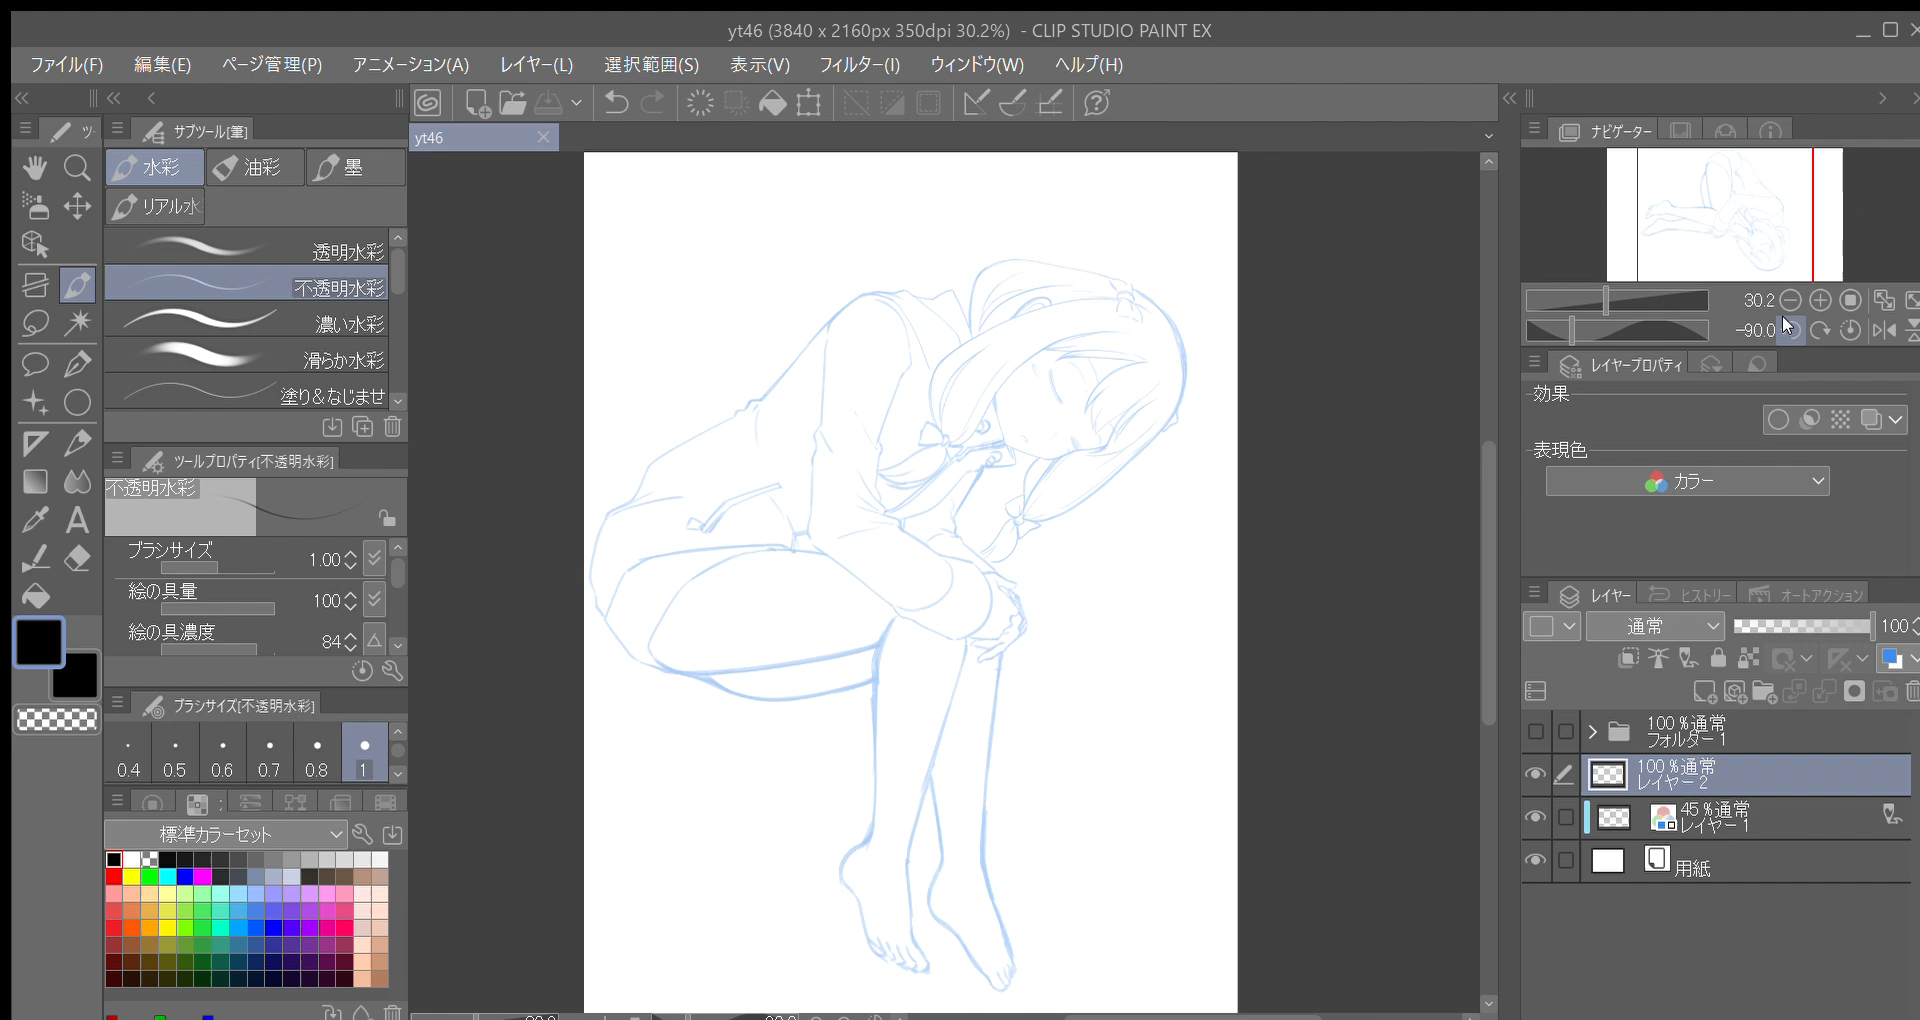 yt46 (3840 x 2160px 350dpi 30.2%) - CLIP STUDIO PAINT EX
ファイル(F) 編集(E) ページ管理(P) アニメーション(A) レイヤー(L) 選択範囲(S) 表示(V) フィルター(I) ウィンドウ(W) ヘルプ(H)
ツー
サブツール[筆]
水彩 油彩 墨
リアル水
透明水彩
不透明水彩
濃い水彩
滑らか水彩
塗り&なじませ
ツールプロパティ[不透明水彩]
不透明水彩
ブラシサイズ 1.00
絵の具量 100
絵の具濃度 84
ブラシサイズ[不透明水彩]
0.4 0.5 0.6 0.7 0.8 1
標準カラーセット
yt46
ナビゲーター
30.2
-90.0
レイヤープロパティ
効果
表現色
カラー
レイヤー ヒストリー オートアクション
通常 100
100 %通常
フォルダー 1
100 %通常
レイヤー 2
45 %通常
レイヤー 1
用紙